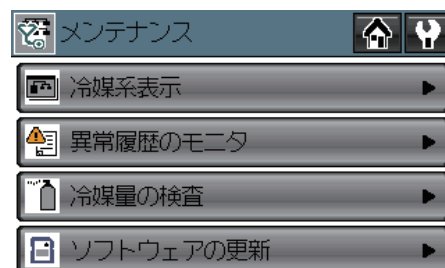 メンテナンス
冷媒系表示
異常履歴のモニタ
冷媒量の検査
ソフトウェアの更新